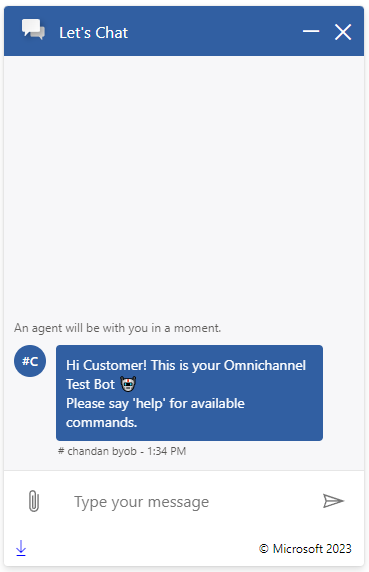 Let's Chat
An agent will be with you in a moment.
#C
Hi Customer! This is your Omnichannel
Test Bot
Please say 'help' for available
commands.
# chandan byob - 1:34 PM
Type your message
© Microsoft 2023